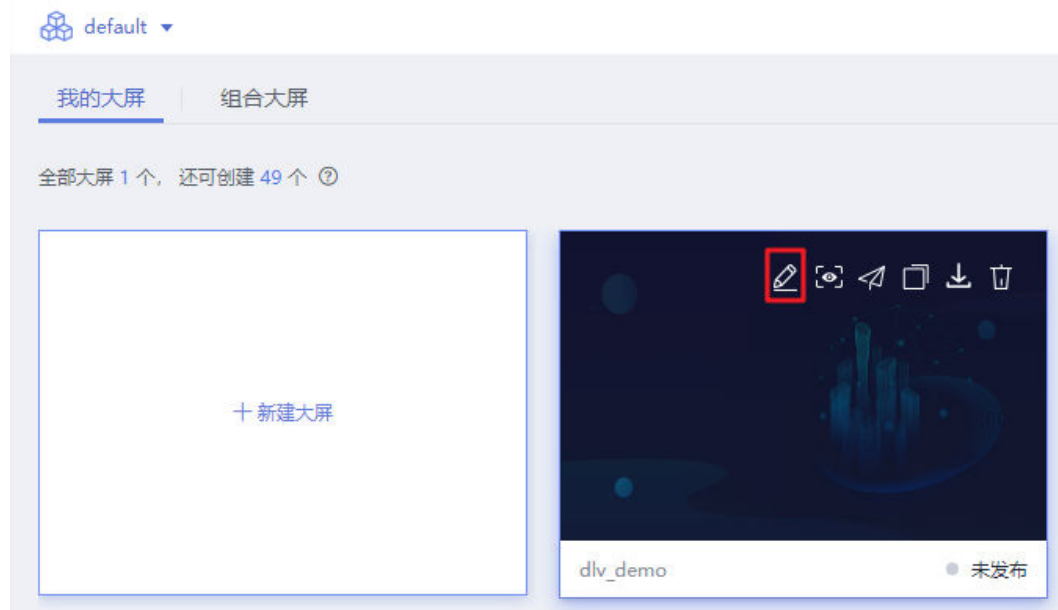 default
我的大屏 组合大屏
全部大屏 1 个, 还可创建 49 个
十 新建大屏
dlv_demo 未发布